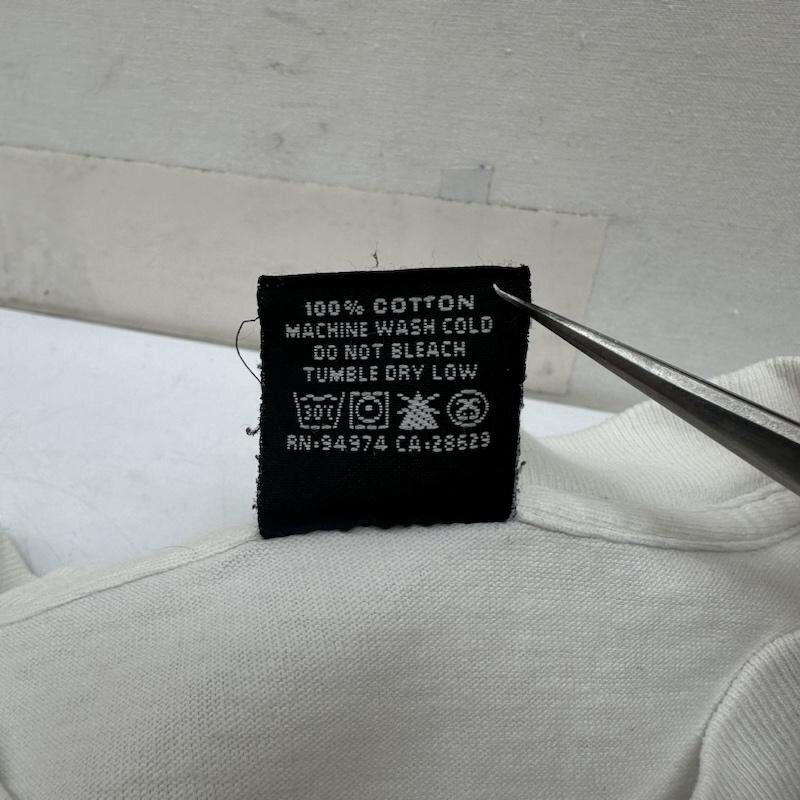 100% COTTON
MACHINE WASH COLD
DO NOT BLEACH
TUMBLE DRY LOW
30℃
RN:94974 CA:28629